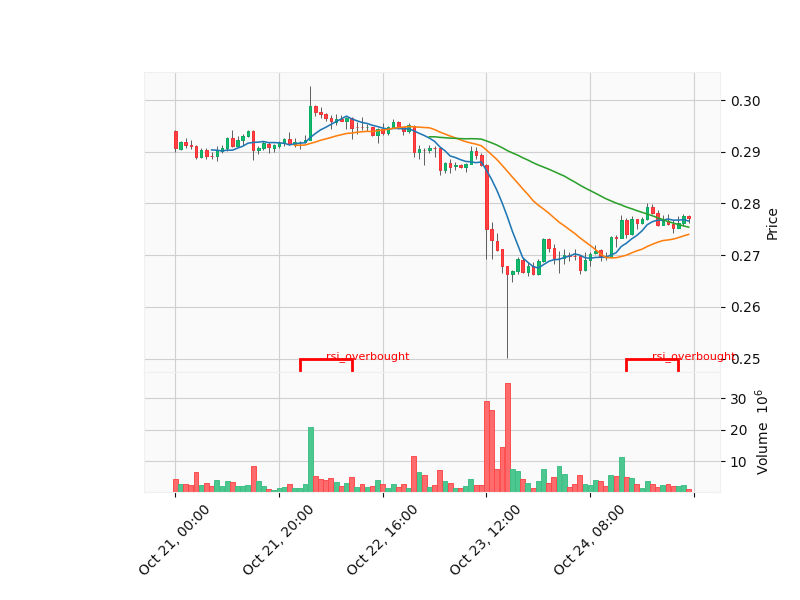 0.30
0.29
0.28
0.27
0.26
0.25
Price
rsi_overbought
rsi_overbought
30
20
10
Volume 10^6
Oct 21, 00:00
Oct 21, 20:00
Oct 22, 16:00
Oct 23, 12:00
Oct 24, 08:00